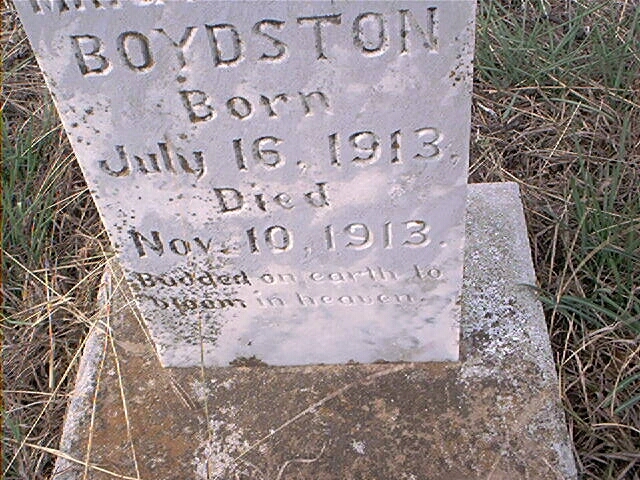 BOYDSTON
Born
July 16, 1913.
Died
Nov. 10, 1913.
Budded on earth to
bloom in heaven.